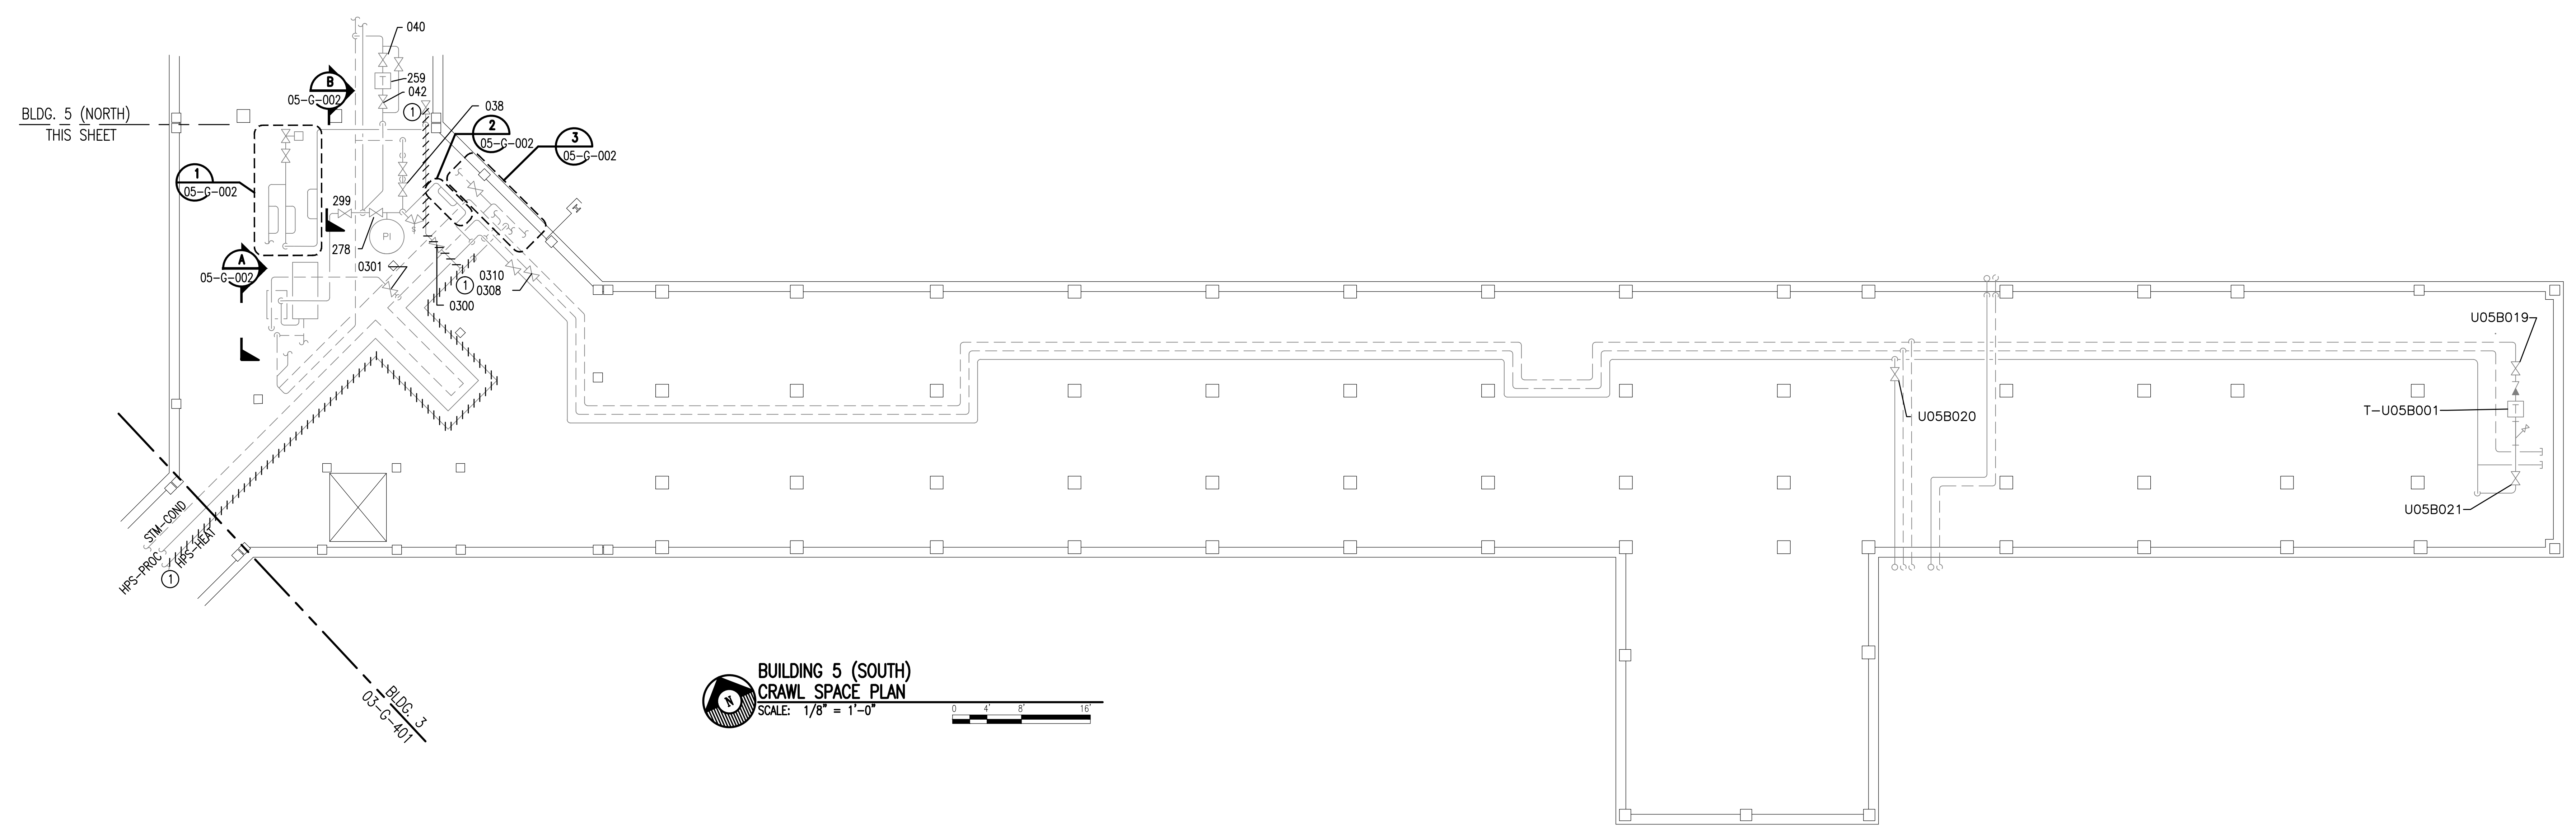 040
B
05-G-002
259
042
1
038
BLDG. 5 (NORTH)
THIS SHEET
2
05-G-002
3
05-G-002
T
1
05-G-002
299
278
PI
S
M
A
05-G-002
0301
1
0310
0308
0300
U05B019
T-U05B001
T
U05B020
U05B021
STM-COND
HPS-PROC
HPS-HEAT
1
BLDG. 3
03-G-401
N
BUILDING 5 (SOUTH)
CRAWL SPACE PLAN
SCALE: 1/8" = 1'-0"
0 4' 8' 16'